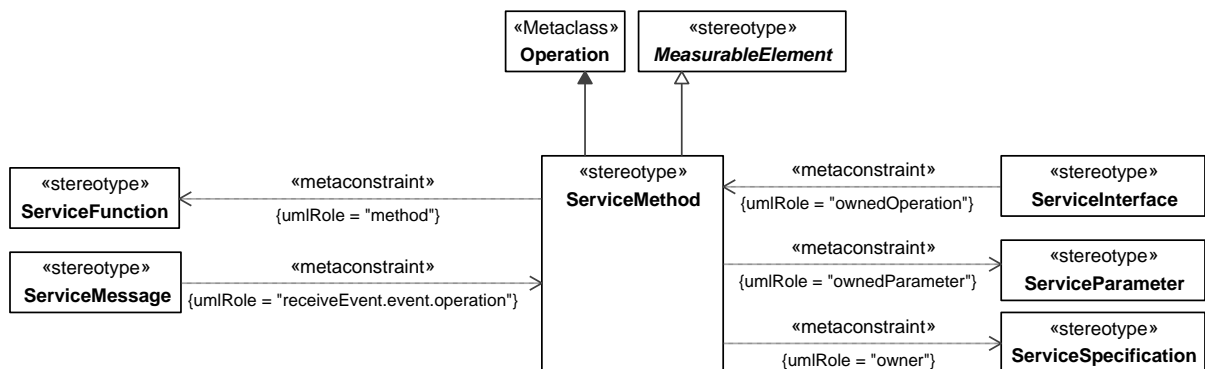 «Metaclass»
Operation
«stereotype»
MeasurableElement
«stereotype»
ServiceFunction
«metaconstraint»
{umlRole = "method"}
«stereotype»
ServiceMethod
«metaconstraint»
{umlRole = "ownedOperation"}
«stereotype»
ServiceInterface
«stereotype»
ServiceMessage
«metaconstraint»
{umlRole = "receiveEvent.event.operation"}
«metaconstraint»
{umlRole = "ownedParameter"}
«stereotype»
ServiceParameter
«metaconstraint»
{umlRole = "owner"}
«stereotype»
ServiceSpecification